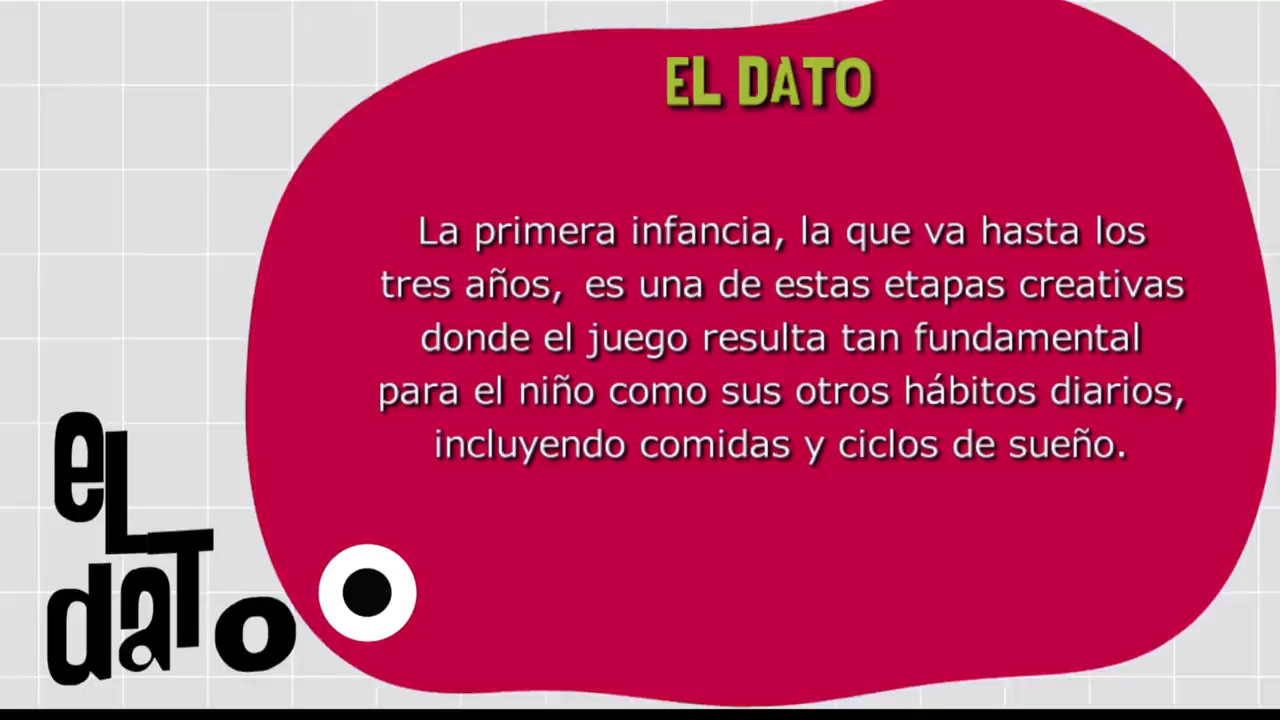 EL DATO
La primera infancia, la que va hasta los
tres años, es una de estas etapas creativas
donde el juego resulta tan fundamental
para el niño como sus otros hábitos diarios,
incluyendo comidas y ciclos de sueño.
eL
daTo